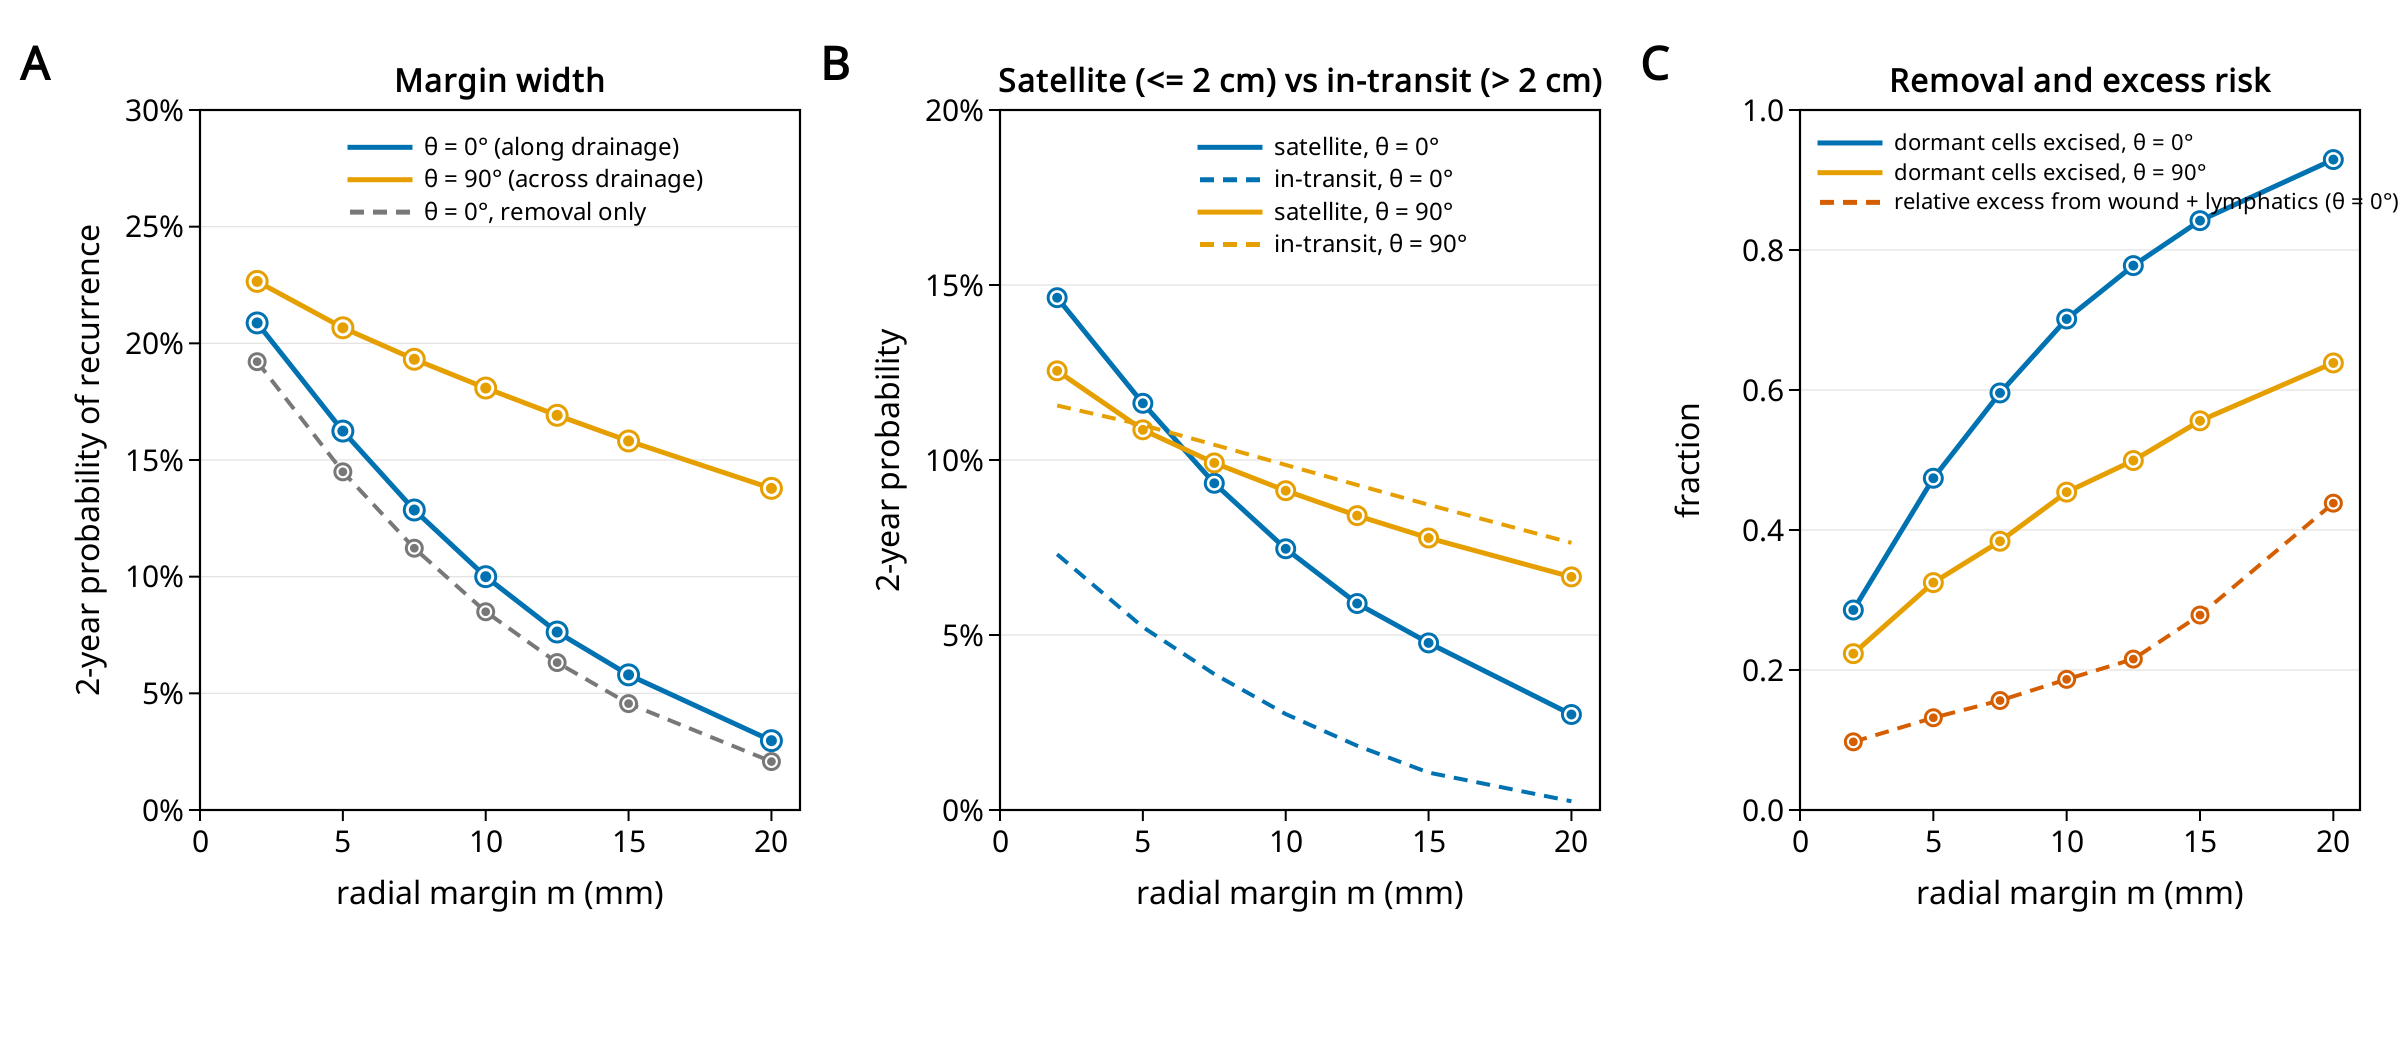 A
Margin width
30%
25%
20%
15%
10%
5%
0%
2-year probability of recurrence
θ = 0° (along drainage)
θ = 90° (across drainage)
θ = 0°, removal only
0 5 10 15 20
radial margin m (mm)
B
Satellite (<= 2 cm) vs in-transit (> 2 cm)
20%
15%
10%
5%
0%
2-year probability
satellite, θ = 0°
in-transit, θ = 0°
satellite, θ = 90°
in-transit, θ = 90°
0 5 10 15 20
radial margin m (mm)
C
Removal and excess risk
1.0
0.8
0.6
0.4
0.2
0.0
fraction
dormant cells excised, θ = 0°
dormant cells excised, θ = 90°
relative excess from wound + lymphatics (θ = 0°)
0 5 10 15 20
radial margin m (mm)